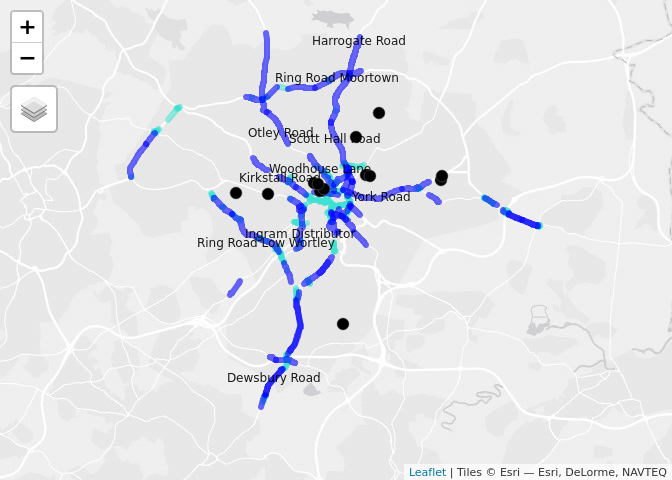 +
−
Harrogate Road
Ring Road Moortown
Otley Road
Scott Hall Road
Woodhouse Lane
Kirkstall Road
York Road
Ingram Distributor
Ring Road Low Wortley
Dewsbury Road
Leaflet | Tiles © Esri — Esri, DeLorme, NAVTEQ